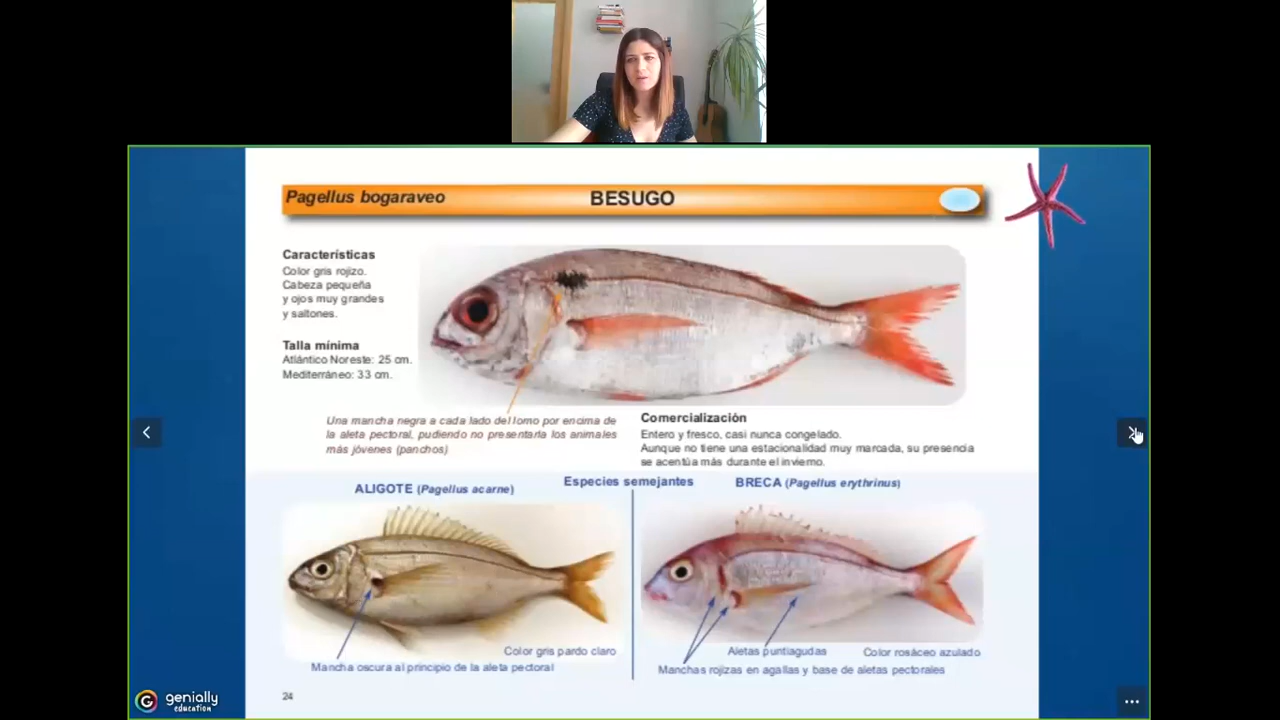 Pagellus bogaraveo
BESUGO
Características
Color gris rojizo.
Cabeza pequeña
y ojos muy grandes
y saltones.
Talla mínima
Atlántico Noreste: 25 cm.
Mediterráneo: 33 cm.
Una mancha negra a cada lado del lomo por encima de
la aleta pectoral, pudiendo no presentarla los animales
más jóvenes (panchos)
Comercialización
Entero y fresco, casi nunca congelado.
Aunque no tiene una estacionalidad muy marcada, su presencia
se acentúa más durante el invierno.
Especies semejantes
ALIGOTE (Pagellus acarne)
Color gris pardo claro
Mancha oscura al principio de la aleta pectoral
BRECA (Pagellus erythrinus)
Aletas puntiagudas
Color rosáceo azulado
Manchas rojizas en agallas y base de aletas pectorales
24
genially
education